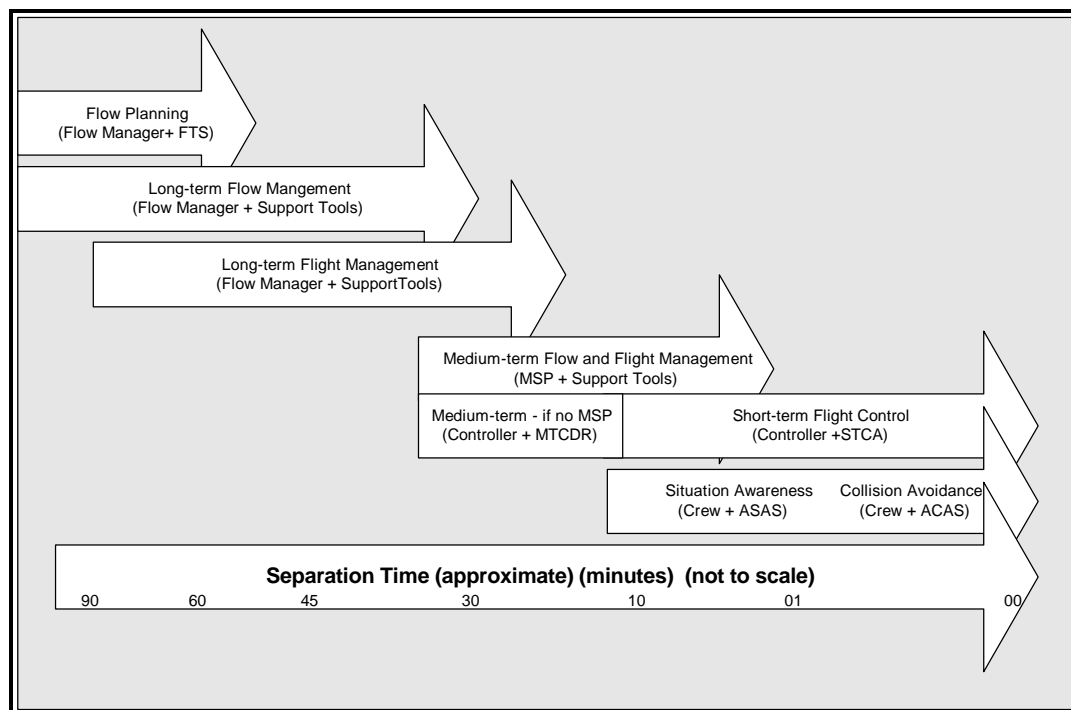 Flow Planning
(Flow Manager+ FTS)
Long-term Flow Mangement
(Flow Manager + Support Tools)
Long-term Flight Management
(Flow Manager + SupportTools)
Medium-term Flow and Flight Management
(MSP + Support Tools)
Medium-term - if no MSP
(Controller + MTCDR)
Short-term Flight Control
(Controller +STCA)
Situation Awareness
(Crew + ASAS)
Collision Avoidance
(Crew + ACAS)
Separation Time (approximate) (minutes) (not to scale)
90 60 45 30 10 01 00